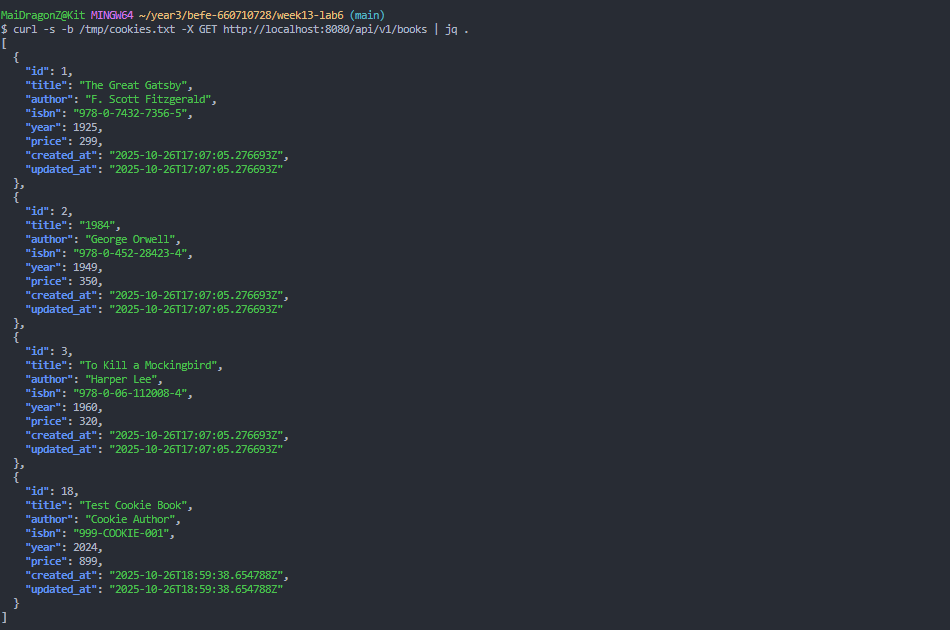 MaiDragonZ@Kit MINGW64 ~/year3/befe-660710728/week13-lab6 (main)
$ curl -s -b /tmp/cookies.txt -X GET http://localhost:8080/api/v1/books | jq .
[
  {
    "id": 1,
    "title": "The Great Gatsby",
    "author": "F. Scott Fitzgerald",
    "isbn": "978-0-7432-7356-5",
    "year": 1925,
    "price": 299,
    "created_at": "2025-10-26T17:07:05.276693Z",
    "updated_at": "2025-10-26T17:07:05.276693Z"
  },
  {
    "id": 2,
    "title": "1984",
    "author": "George Orwell",
    "isbn": "978-0-452-28423-4",
    "year": 1949,
    "price": 350,
    "created_at": "2025-10-26T17:07:05.276693Z",
    "updated_at": "2025-10-26T17:07:05.276693Z"
  },
  {
    "id": 3,
    "title": "To Kill a Mockingbird",
    "author": "Harper Lee",
    "isbn": "978-0-06-112008-4",
    "year": 1960,
    "price": 320,
    "created_at": "2025-10-26T17:07:05.276693Z",
    "updated_at": "2025-10-26T17:07:05.276693Z"
  },
  {
    "id": 18,
    "title": "Test Cookie Book",
    "author": "Cookie Author",
    "isbn": "999-COOKIE-001",
    "year": 2024,
    "price": 899,
    "created_at": "2025-10-26T18:59:38.654788Z",
    "updated_at": "2025-10-26T18:59:38.654788Z"
  }
]